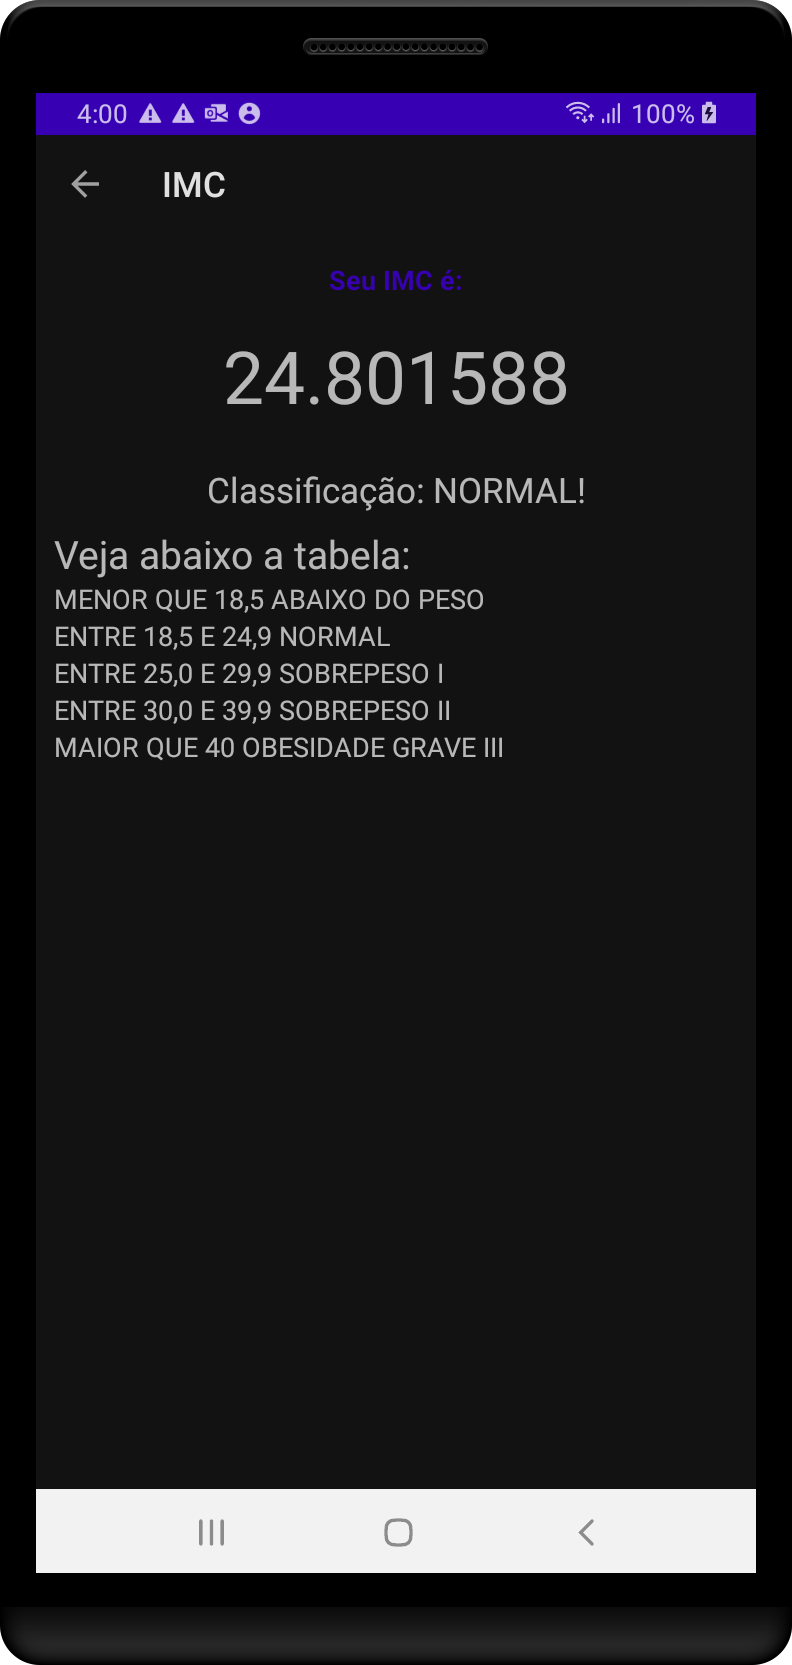 4:00 100%
IMC
Seu IMC é:
24.801588
Classificação: NORMAL!
Veja abaixo a tabela:
MENOR QUE 18,5 ABAIXO DO PESO
ENTRE 18,5 E 24,9 NORMAL
ENTRE 25,0 E 29,9 SOBREPESO I
ENTRE 30,0 E 39,9 SOBREPESO II
MAIOR QUE 40 OBESIDADE GRAVE III